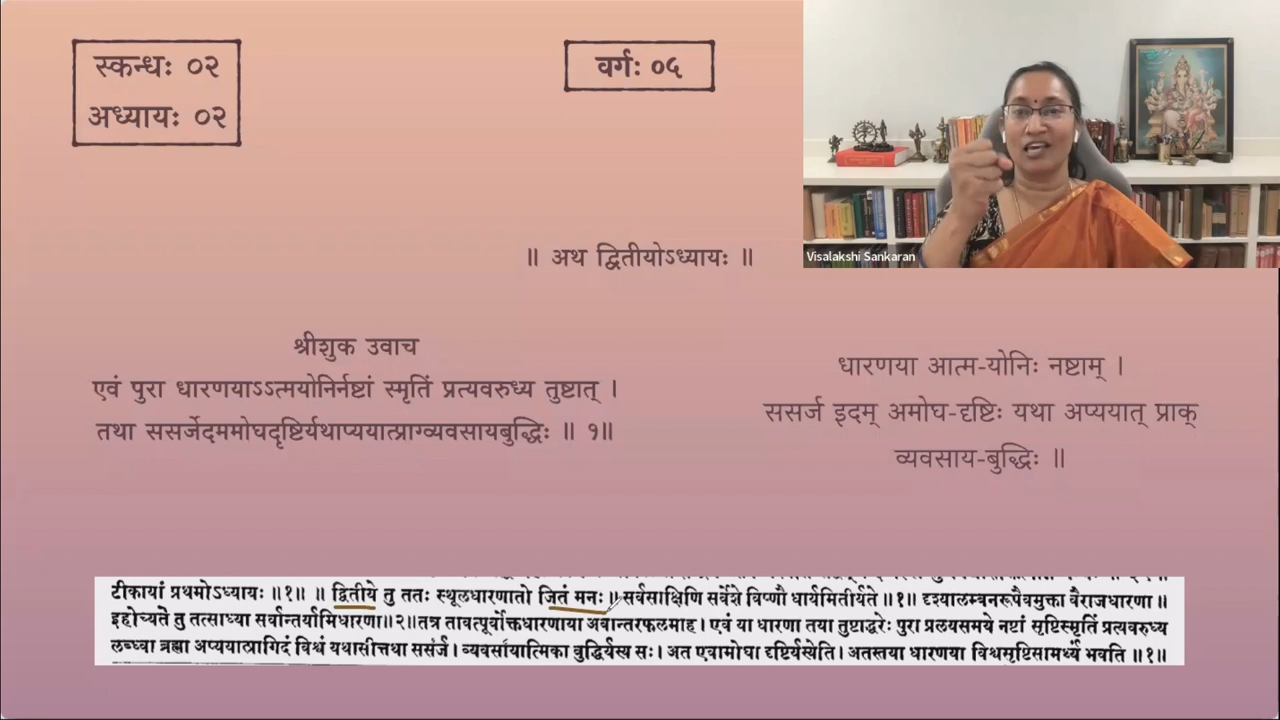 स्कन्धः ०२
अध्यायः ०२
वर्गः ०५
Visalakshi Sankaran
॥ अथ द्वितीयोऽध्यायः ॥
श्रीशुक उवाच
एवं पुरा धारणयाऽऽत्मयोनिर्नष्टां स्मृतिं प्रत्यवरुध्य तुष्टात् ।
तथा ससर्जेदममोघदृष्टिर्यथाप्ययात्प्राग्व्यवसायबुद्धिः ॥ १॥
धारणया आत्म-योनिः नष्टाम् ।
ससर्ज इदम् अमोघ-दृष्टिः यथा अप्ययात् प्राक्
व्यवसाय-बुद्धिः ॥
टीकायां प्रथमोऽध्यायः ॥१॥ ॥ द्वितीये तु ततः स्थूलधारणातो जितं मनः॥ सर्वसाक्षिणि सर्वेशे विष्णौ धार्यमितीर्यते ॥१॥ दृश्यालम्बनरूपैवमुक्ता वैराजधारणा॥
इहोच्यते तु तत्साध्या सर्वान्तर्यामिधारणा॥२॥तत्र तावत्पूर्वोक्तधारणाया अवान्तरफलमाह। एवं या धारणा तया तुष्टाद्धरेः पुरा प्रलयसमये नष्टां सृष्टिस्मृतिं प्रत्यवरुध्य
लब्ध्वा ब्रह्मा अप्ययात्प्रागिदं विश्वं यथासीत्तथा ससर्ज। व्यवसायात्मिका बुद्धिर्यस्य सः। अत एवामोघा दृष्टिर्यस्येति। अतस्तया धारणया विश्वसृष्टिसामर्थ्यं भवति ॥१॥